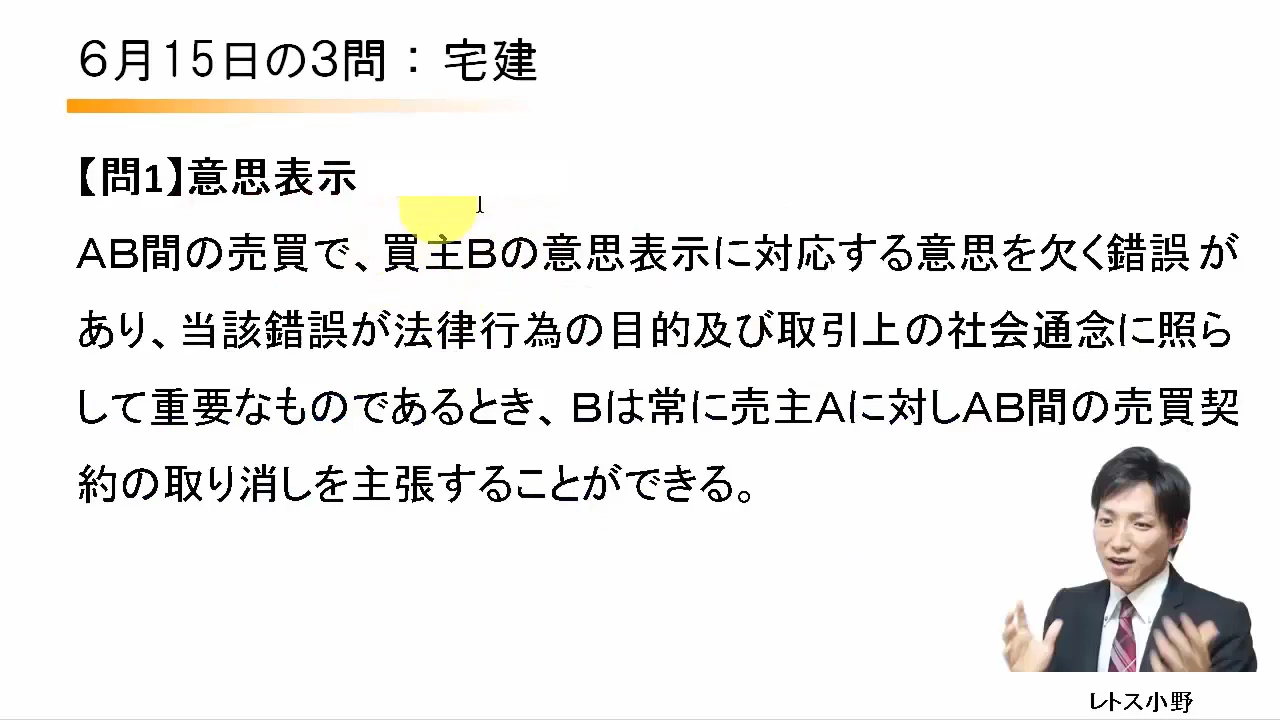 ６月15日の３問：宅建
【問1】意思表示
ＡＢ間の売買で、買主Ｂの意思表示に対応する意思を欠く錯誤が
あり、当該錯誤が法律行為の目的及び取引上の社会通念に照ら
して重要なものであるとき、Ｂは常に売主Ａに対しＡＢ間の売買契
約の取り消しを主張することができる。
レトス小野